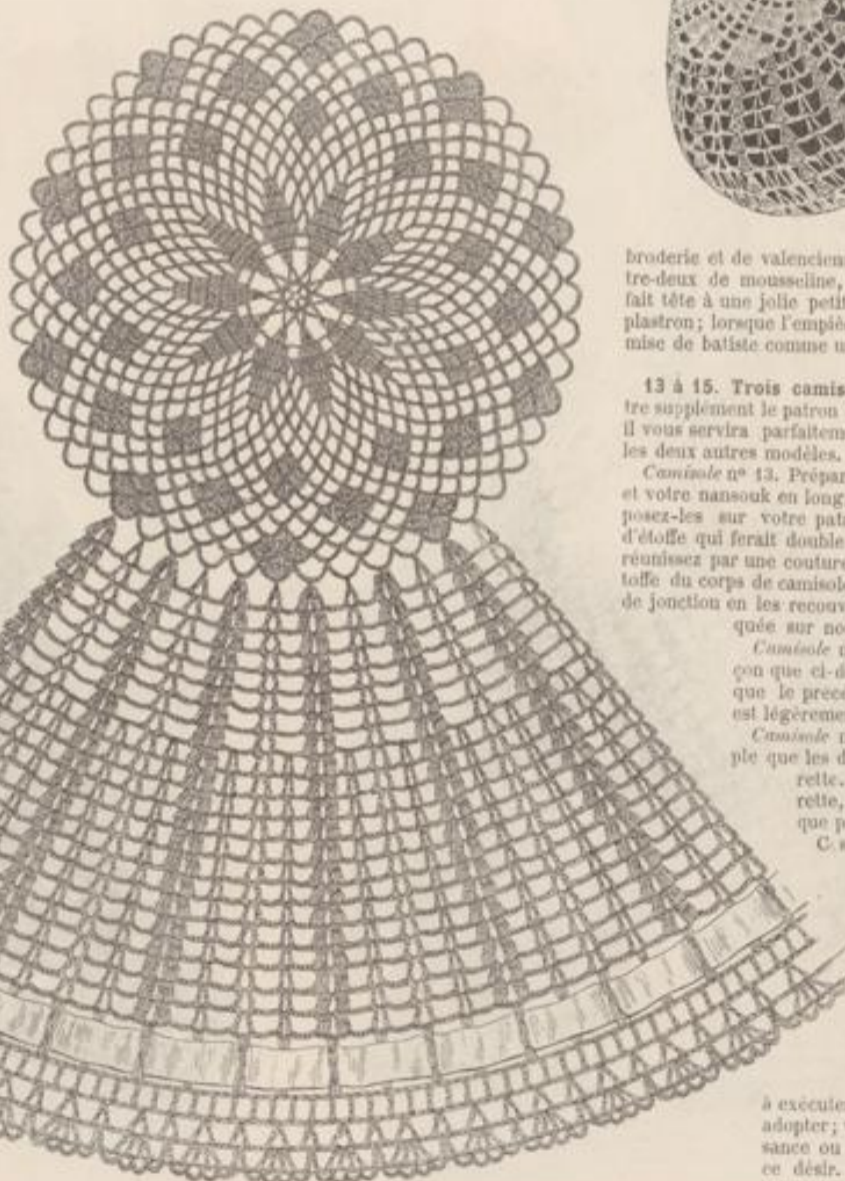 broderie et de valencien
tre-deux de mousseline,
fait tête à une jolie petit
plastron; lorsque l'empiè
mise de batiste comme u
13 à 15. Trois camis
tre supplément le patron
il vous servira parfaitem
les deux autres modèles.
Camisole nº 13. Prépar
et votre nansouk en long
posez-les sur votre patr
d'étoffe qui ferait double
réunissez par une couture
toffe du corps de camisole
de jonction en les recouv
quée sur no
Camisole n
çon que ci-d
que le précé
est légèreme
Camisole n
ple que les d
rette.
rette,
que p
C
à exécute
adopter;
sance ou
ce désir.